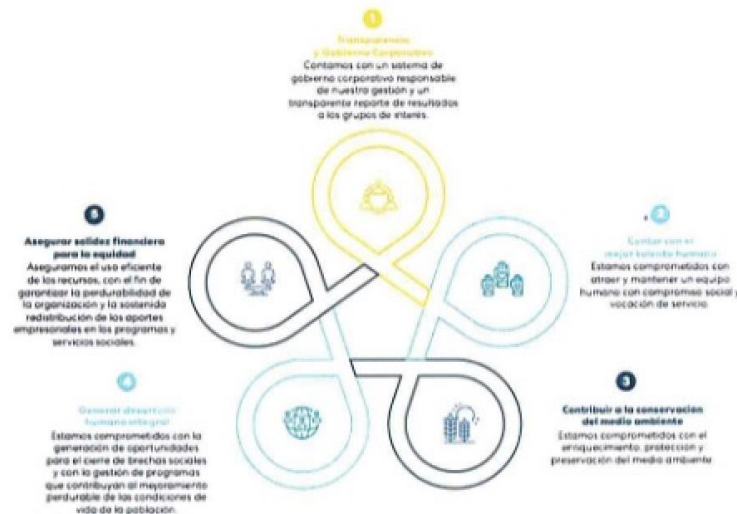 1
Transparencia
y Gobierno Corporativo
Contamos con un sistema de
gobierno corporativo responsable
de nuestra gestión y un
transparente reporte de resultados
a los grupos de interés.
2
Contar con el
mejor talento humano
Estamos comprometidos con
atraer y mantener un equipo
humano con compromiso social y
vocación de servicio.
3
Contribuir a la conservación
del medio ambiente
Estamos comprometidos con el
enriquecimiento, protección y
preservación del medio ambiente
4
Generar desarrollo
humano integral
Estamos comprometidos con la
generación de oportunidades
para el cierre de brechas sociales
y con la gestión de programas
que contribuyan al mejoramiento
perdurable de las condiciones de
vida de la población.
5
Asegurar solidez financiera
para la equidad
Aseguramos el uso eficiente
de los recursos, con el fin de
garantizar la perdurabilidad de
la organización y la sostenida
redistribución de los aportes
empresariales en los programas y
servicios sociales.